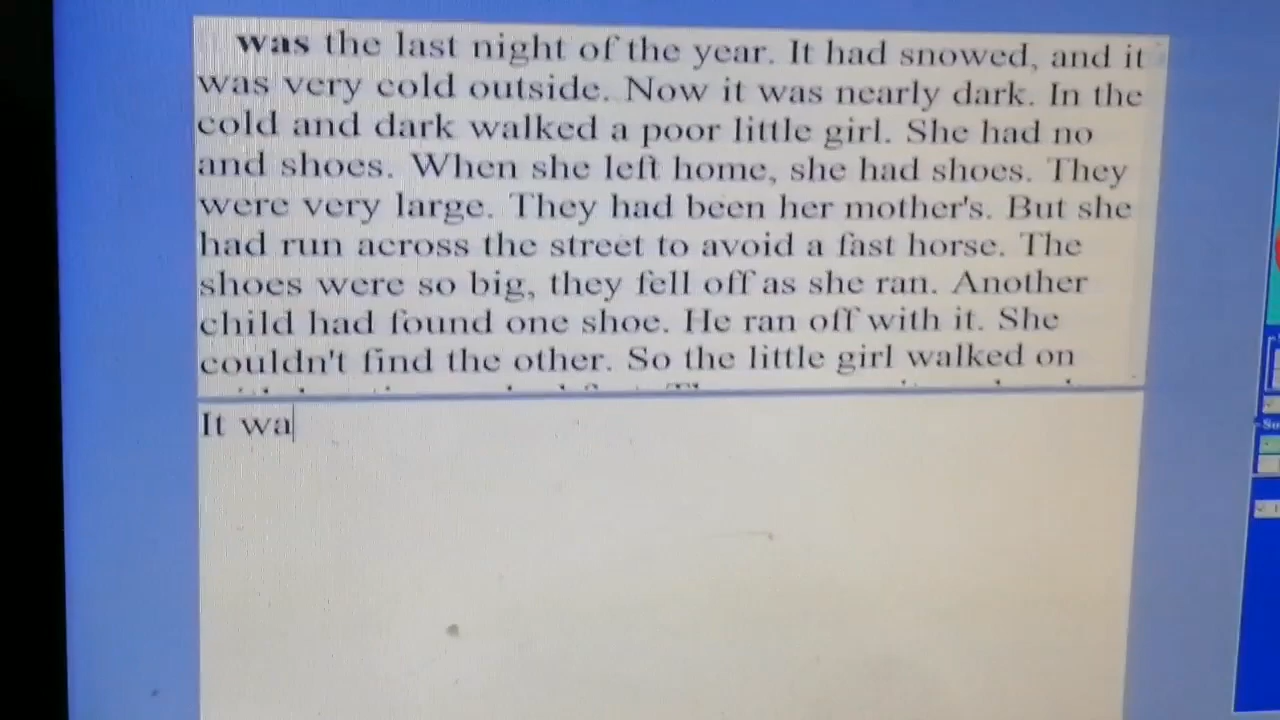 was the last night of the year. It had snowed, and it
was very cold outside. Now it was nearly dark. In the
cold and dark walked a poor little girl. She had no
and shoes. When she left home, she had shoes. They
were very large. They had been her mother's. But she
had run across the street to avoid a fast horse. The
shoes were so big, they fell off as she ran. Another
child had found one shoe. He ran off with it. She
couldn't find the other. So the little girl walked on
It wa